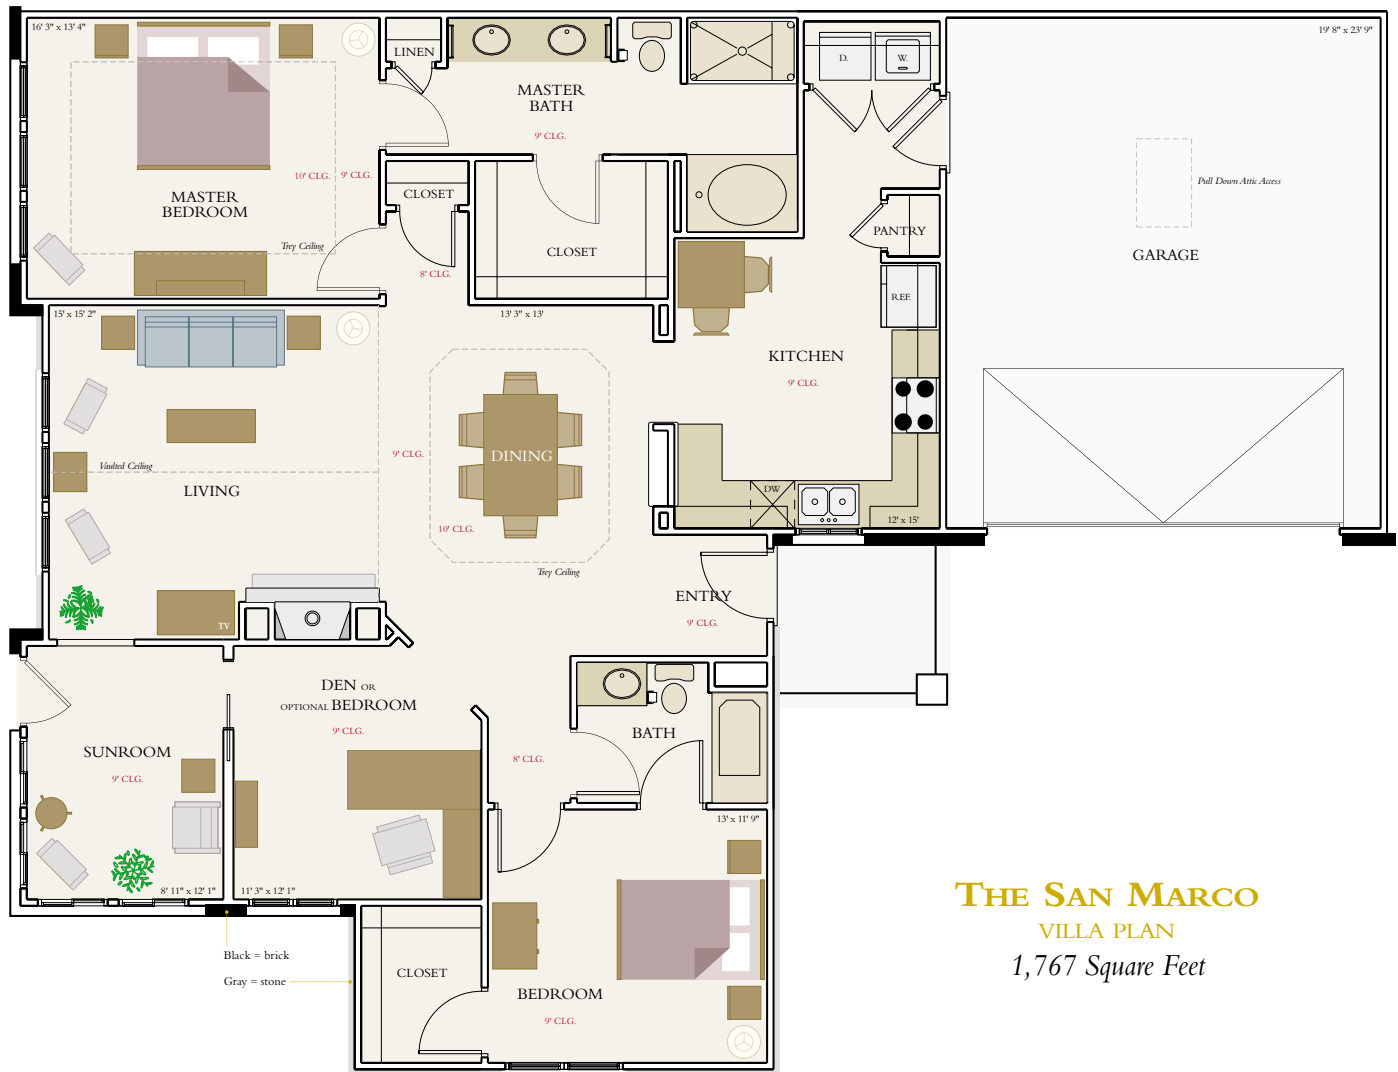 16' 3" x 13' 4"
19' 8" x 23' 9"
LINEN
D.
W.
MASTER
BATH
9' CLG.
10' CLG.
9' CLG.
Pull Down Attic Access
MASTER
BEDROOM
CLOSET
PANTRY
Trey Ceiling
CLOSET
GARAGE
8' CLG.
REF.
15' x 15' 2"
13' 3" x 13'
KITCHEN
9' CLG.
9' CLG.
DINING
Vaulted Ceiling
LIVING
DW
10' CLG.
12' x 15'
Trey Ceiling
ENTRY
9' CLG.
TV
DEN OR
OPTIONAL BEDROOM
9' CLG.
BATH
SUNROOM
9' CLG.
8' CLG.
13' x 11' 9"
8' 11" x 12' 1"
11' 3" x 12' 1"
THE SAN MARCO
VILLA PLAN
1,767 Square Feet
Black = brick
Gray = stone
CLOSET
BEDROOM
9' CLG.